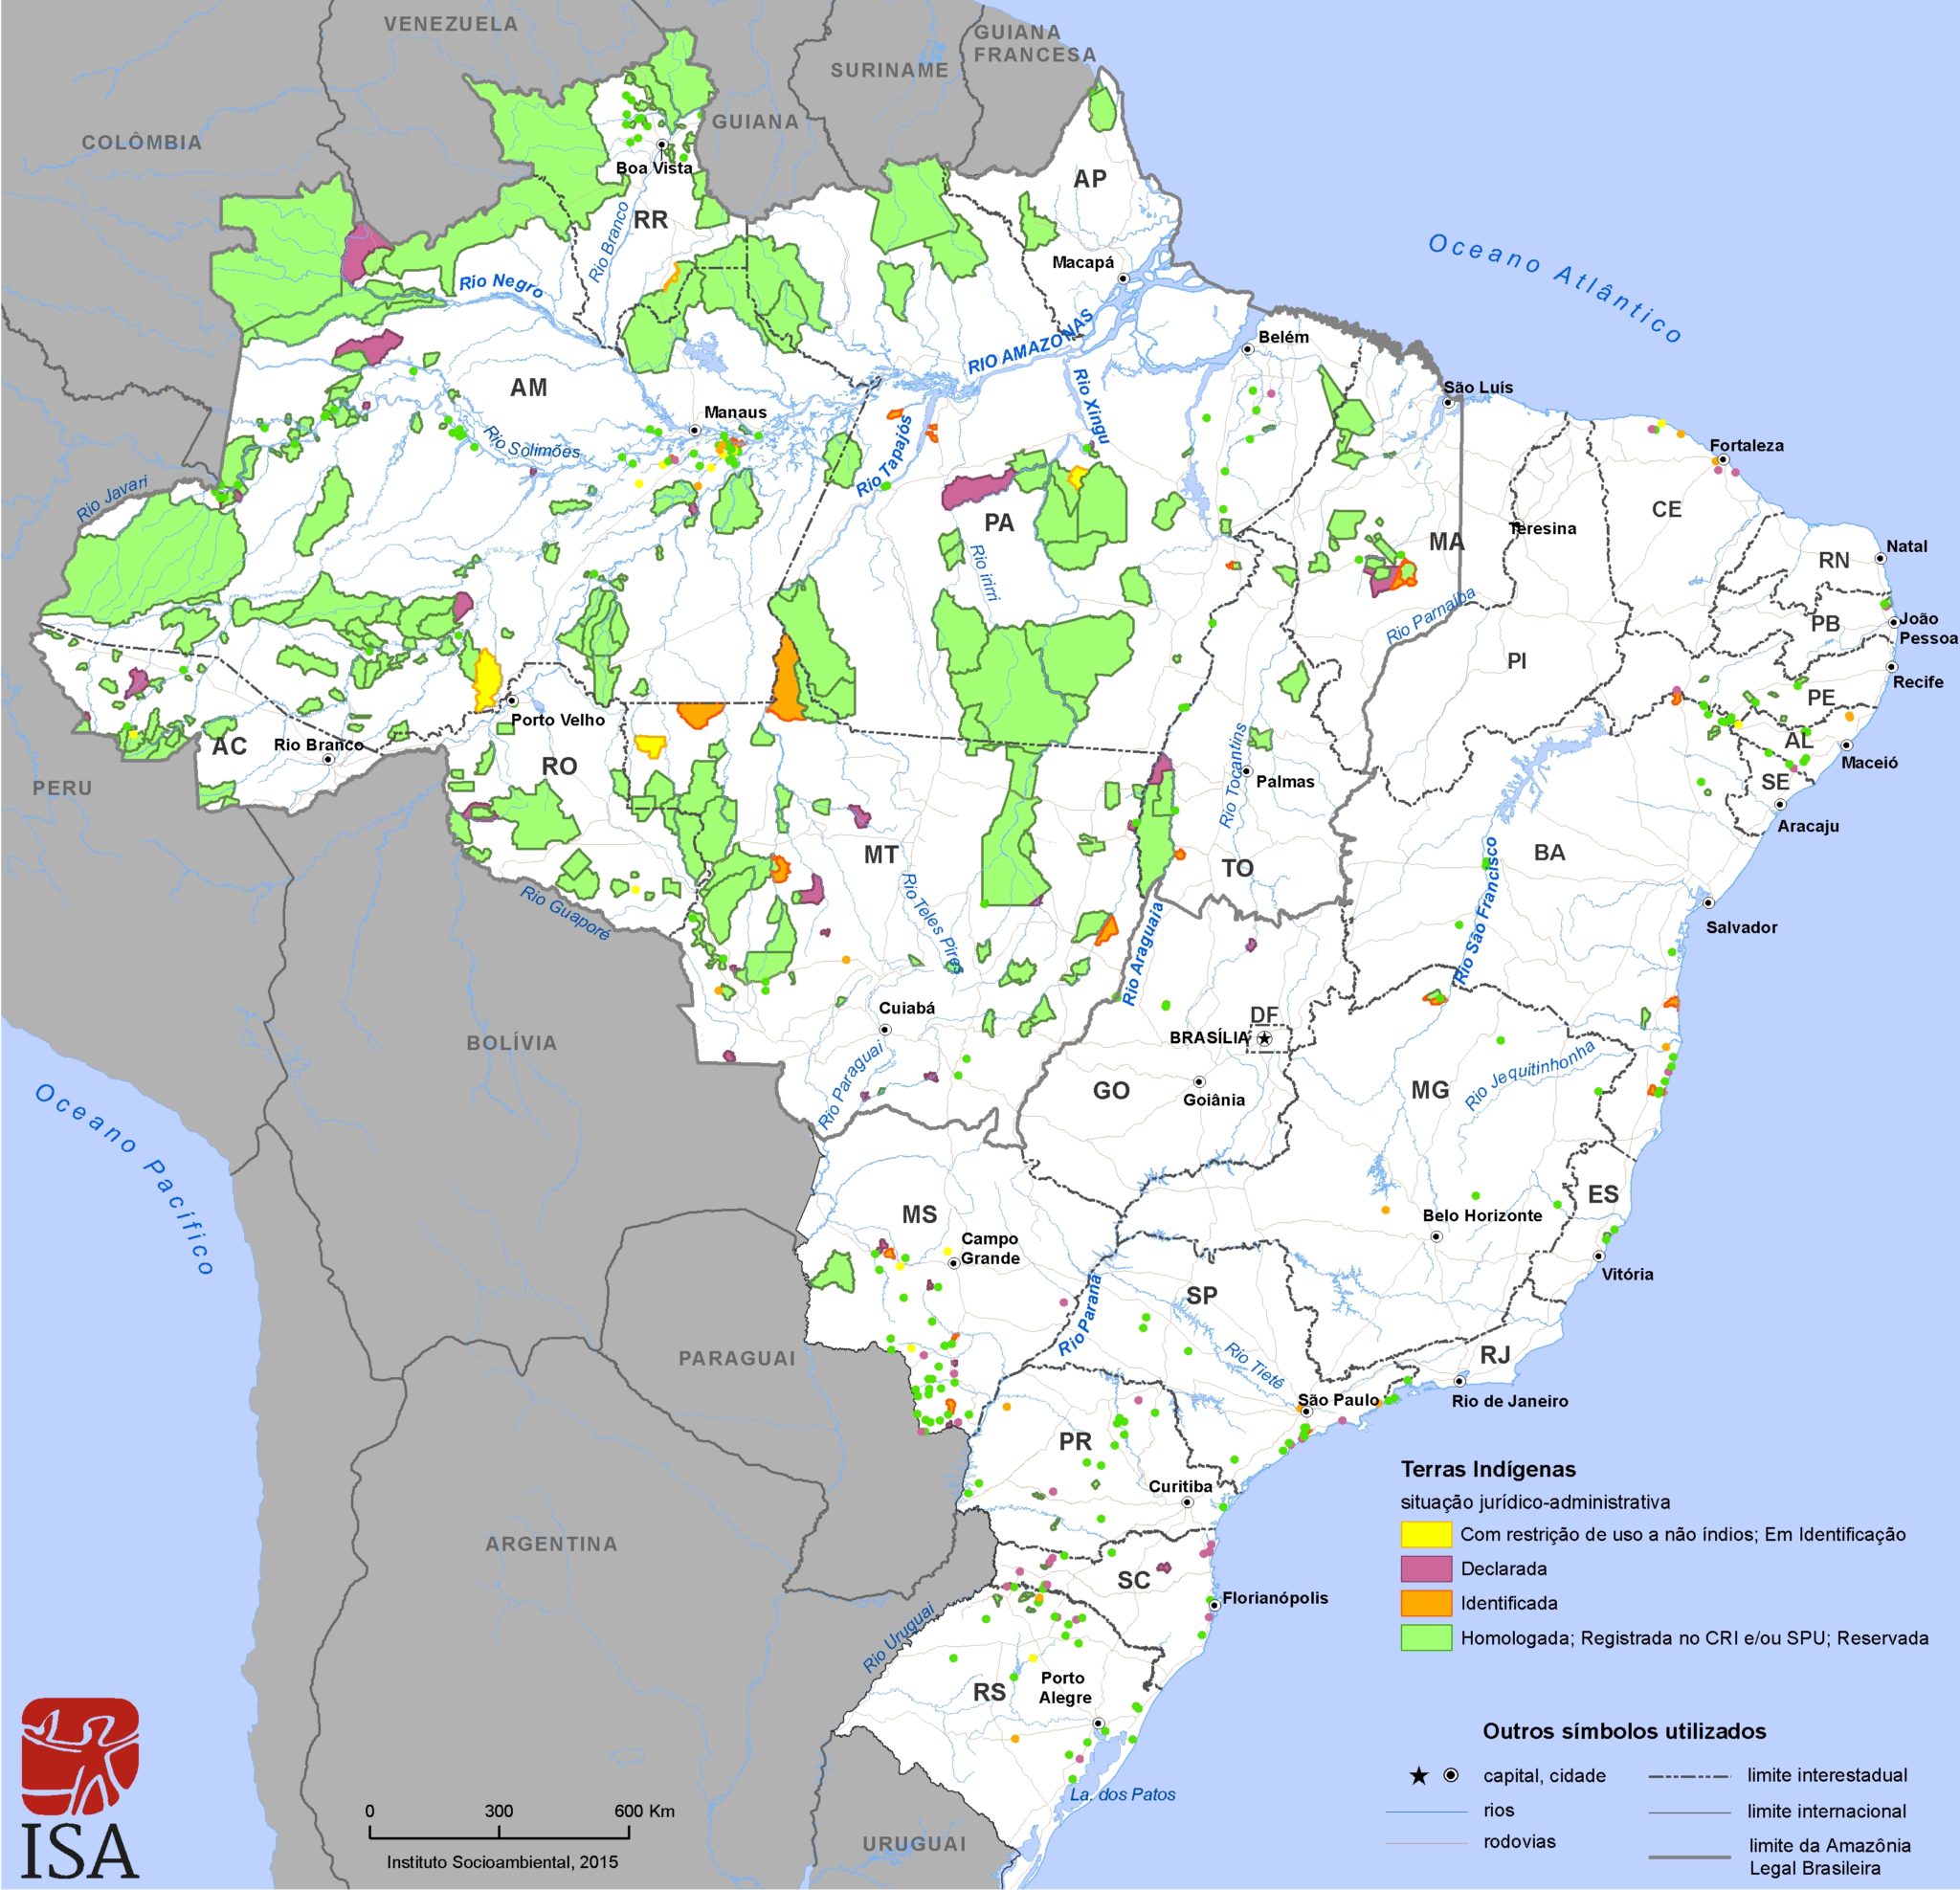 VENEZUELA
GUIANA
FRANCESA
SURINAME
GUIANA
COLÔMBIA
Boa Vista
AP
RR
Rio Branco
Oceano Atlântico
Macapá
Rio Negro
RIO AMAZONAS
Belém
AM
Rio Xingu
São Luís
Manaus
Rio Solimões
Rio Tapajós
Fortaleza
Rio Javari
PA
CE
Teresina
MA
Natal
RN
Rio irirri
Rio Parnaíba
PB
João
Pessoa
PI
Recife
PE
Porto Velho
AC
Rio Branco
RO
AL
Maceió
PERU
Rio Tocantins
Palmas
SE
Aracaju
MT
BA
TO
Rio São Francisco
Rio Guaporé
Rio Teles Pires
Salvador
Rio Araguaia
Cuiabá
DF
BRASÍLIA
BOLÍVIA
Rio Paraguai
GO
Goiânia
MG
Rio Jequitinhonha
Oceano Pacífico
MS
ES
Belo Horizonte
Campo
Grande
Vitória
SP
Rio Paraná
PARAGUAI
Rio Tietê
RJ
São Paulo
Rio de Janeiro
PR
Curitiba
ARGENTINA
SC
Florianópolis
Rio Uruguai
Porto
Alegre
RS
La. dos Patos
URUGUAI
Terras Indígenas
situação jurídico-administrativa
Com restrição de uso a não índios; Em Identificação
Declarada
Identificada
Homologada; Registrada no CRI e/ou SPU; Reservada
Outros símbolos utilizados
capital, cidade
limite interestadual
rios
limite internacional
rodovias
limite da Amazônia
Legal Brasileira
0 300 600 Km
Instituto Socioambiental, 2015
ISA